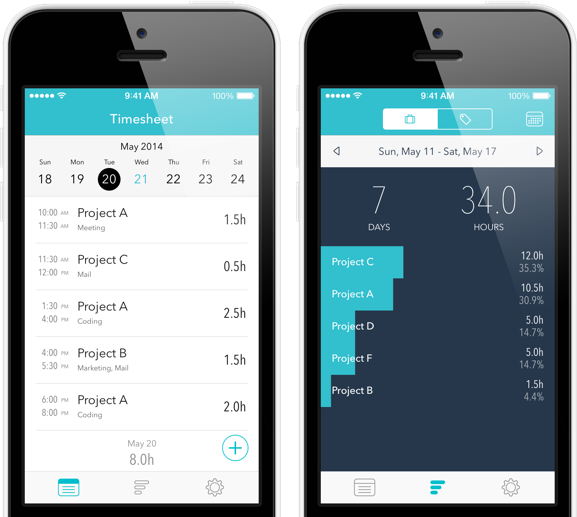 9:41 AM 100%
Timesheet
May 2014
Sun Mon Tue Wed Thu Fri Sat
18 19 20 21 22 23 24
10:00 AM Project A
11:30 AM Meeting 1.5h
11:30 AM Project C
12:00 PM Mail 0.5h
1:30 PM Project A
4:00 PM Coding 2.5h
4:00 PM Project B
5:30 PM Marketing, Mail 1.5h
6:00 PM Project A
8:00 PM Coding 2.0h
May 20
8.0h
9:41 AM 100%
Sun, May 11 - Sat, May 17
7 34.0
DAYS HOURS
Project C 12.0h
35.3%
Project A 10.5h
30.9%
Project D 5.0h
14.7%
Project F 5.0h
14.7%
Project B 1.5h
4.4%